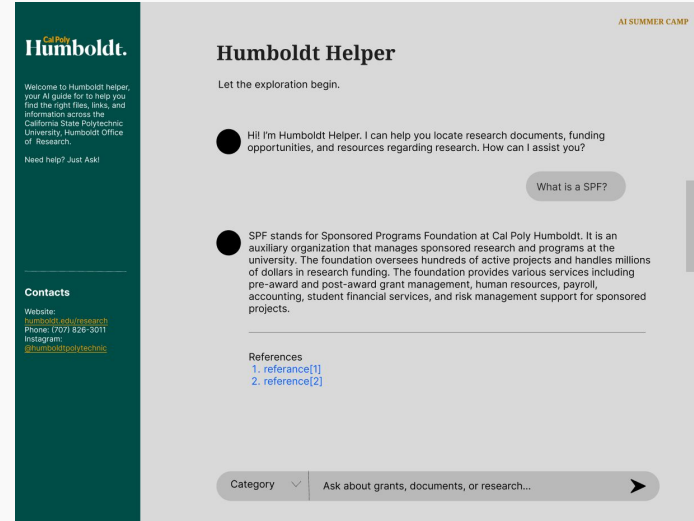 AI SUMMER CAMP
Cal Poly
Humboldt.
Welcome to Humboldt helper,
your AI guide for to help you
find the right files, links, and
information across the
California State Polytechnic
University, Humboldt Office
of Research.
Need help? Just Ask!
Contacts
Website:
humboldt.edu/research
Phone: (707) 826-3011
Instagram:
@humboldtpolytechnic
Humboldt Helper
Let the exploration begin.
Hi! I'm Humboldt Helper. I can help you locate research documents, funding
opportunities, and resources regarding research. How can I assist you?
What is a SPF?
SPF stands for Sponsored Programs Foundation at Cal Poly Humboldt. It is an
auxiliary organization that manages sponsored research and programs at the
university. The foundation oversees hundreds of active projects and handles millions
of dollars in research funding. The foundation provides various services including
pre-award and post-award grant management, human resources, payroll,
accounting, student financial services, and risk management support for sponsored
projects.
References
1. referance[1]
2. reference[2]
Category
Ask about grants, documents, or research...